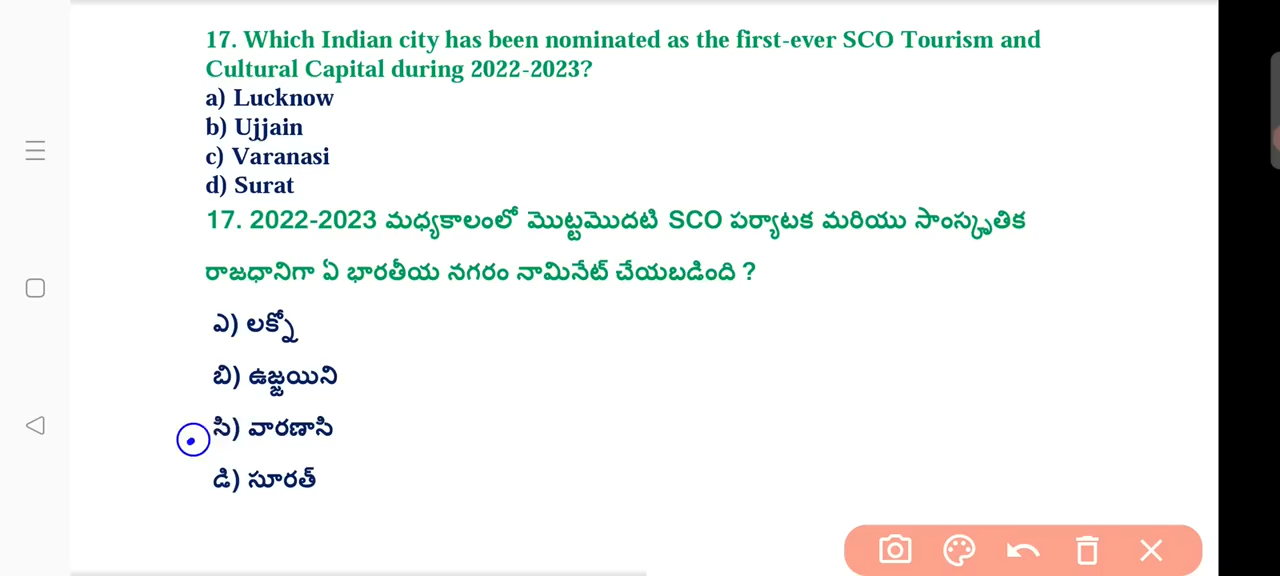 17. Which Indian city has been nominated as the first-ever SCO Tourism and
Cultural Capital during 2022-2023?
a) Lucknow
b) Ujjain
c) Varanasi
d) Surat
17. 2022-2023 మధ్యకాలంలో మొట్టమొదటి SCO పర్యాటక మరియు సాంస్కృతిక
రాజధానిగా ఏ భారతీయ నగరం నామినేట్ చేయబడింది ?
ఎ) లక్నో
బి) ఉజ్జయిని
సి) వారణాసి
డి) సూరత్